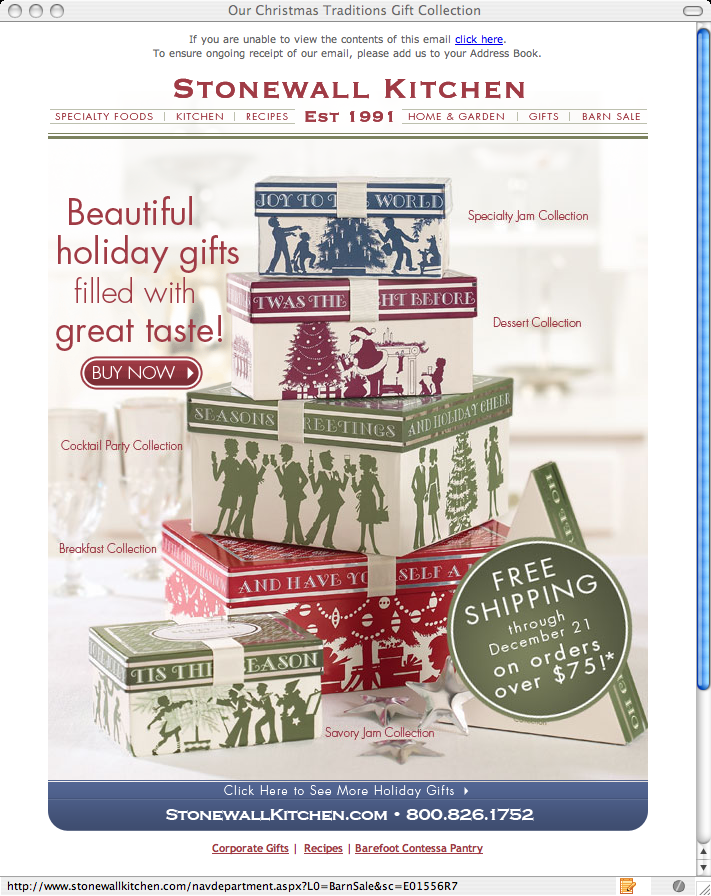 Our Christmas Traditions Gift Collection
If you are unable to view the contents of this email click here.
To ensure ongoing receipt of our email, please add us to your Address Book.
STONEWALL KITCHEN
SPECIALTY FOODS | KITCHEN | RECIPES EST 1991 HOME & GARDEN | GIFTS | BARN SALE
Beautiful
holiday gifts
filled with
great taste!
BUY NOW
JOY TO WORLD
Specialty Jam Collection
TWAS THE HT BEFORE
Dessert Collection
SEASONS REETINGS AND HOLIDAY CHEER
Cocktail Party Collection
Breakfast Collection
AND HAVE YO SELF A
FREE
SHIPPING
through
December 21
on orders
over $75!*
TIS TH SEASON
Savory Jam Collection
Click Here to See More Holiday Gifts
STONEWALLKITCHEN.COM • 800.826.1752
Corporate Gifts | Recipes | Barefoot Contessa Pantry
http://www.stonewallkitchen.com/navdepartment.aspx?L0=BarnSale&sc=E01556R7